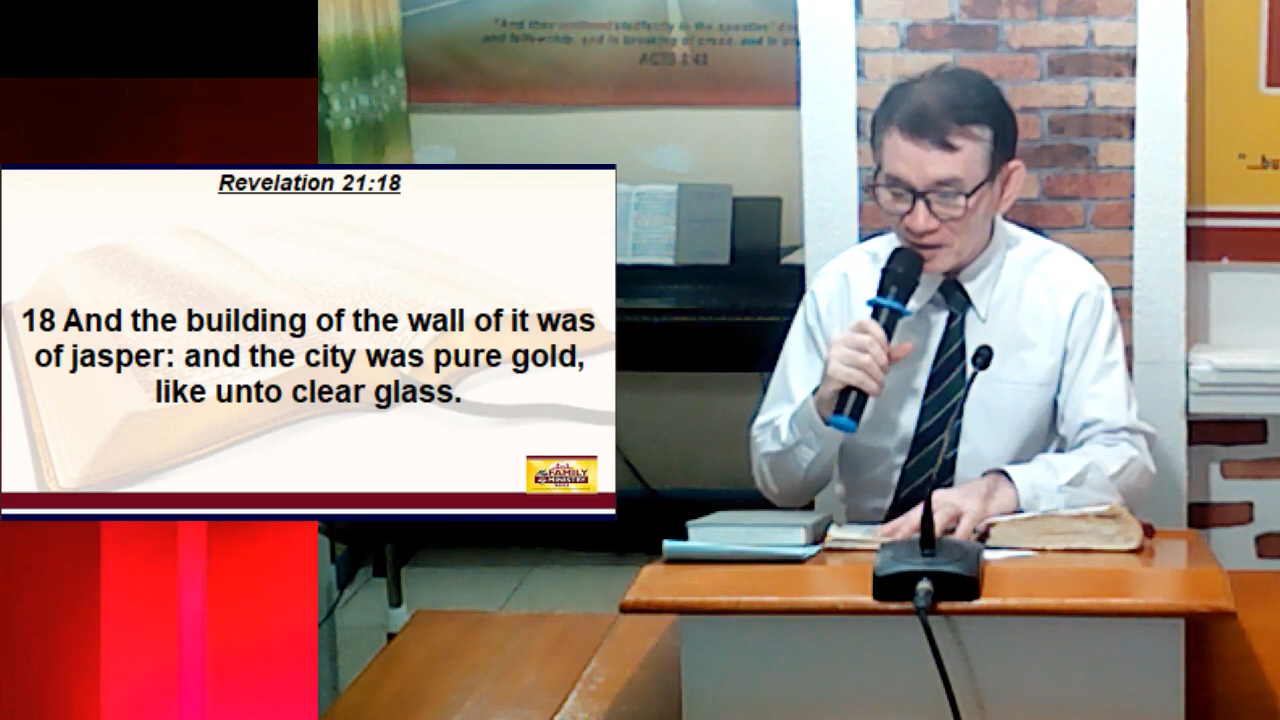 "And they continued stedfastly in the apostles'
and fellowship, and in breaking of bread, and in
ACTS 2:42
Revelation 21:18
18 And the building of the wall of it was
of jasper: and the city was pure gold,
like unto clear glass.
FAMILY
MINISTRY
"...bu